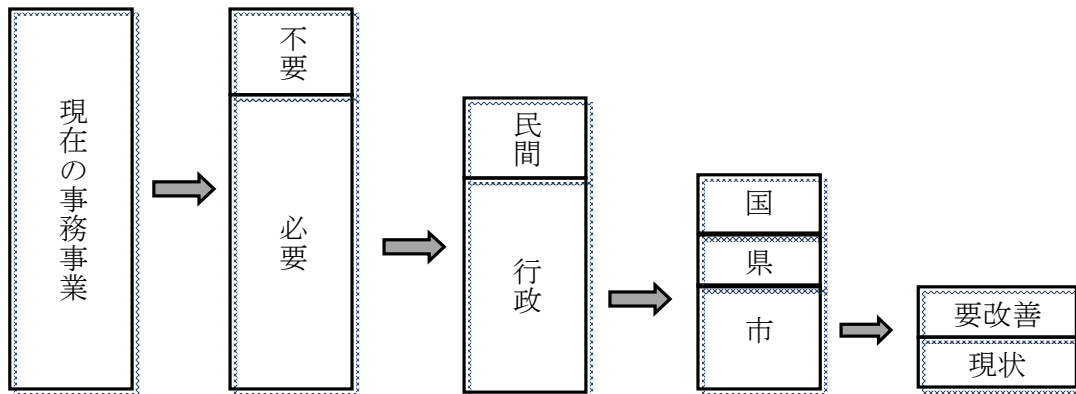 現在の事務事業
不要
必要
民間
行政
国
県
市
要改善
現状